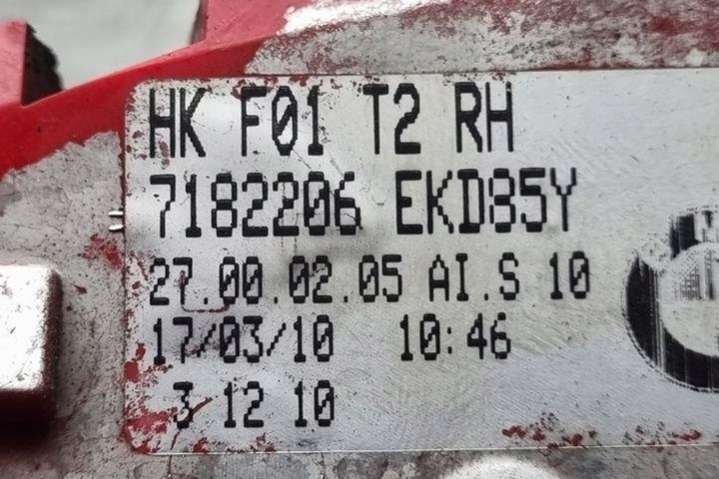 HK F01 T2 RH
7182206 EKD85Y
27.00.02.05 AI.S 10
17/03/10 10:46
3 12 10